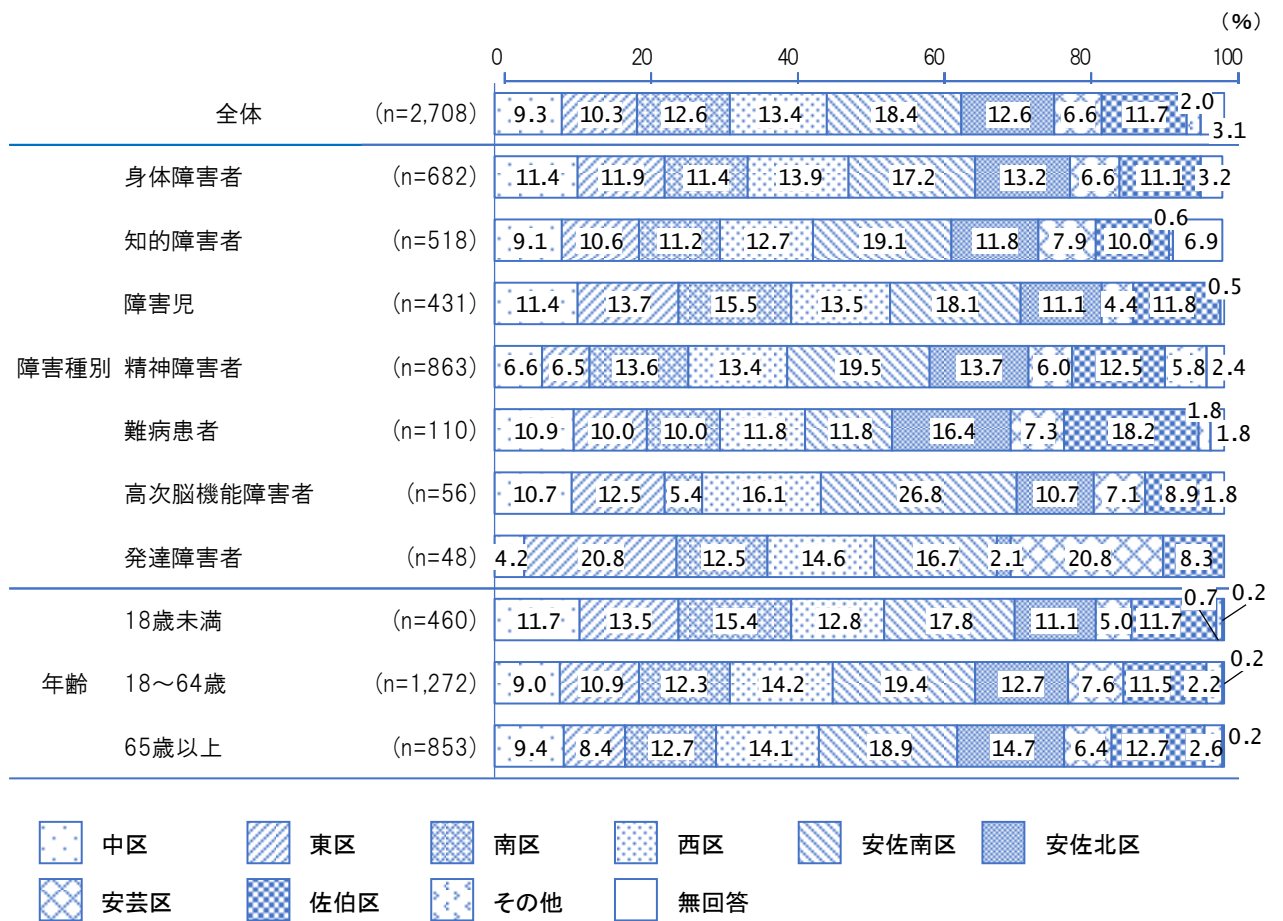 (%)
0 20 40 60 80 100
全体 (n=2,708) 9.3 10.3 12.6 13.4 18.4 12.6 6.6 11.7 2.0 3.1
身体障害者 (n=682) 11.4 11.9 11.4 13.9 17.2 13.2 6.6 11.1 3.2
知的障害者 (n=518) 9.1 10.6 11.2 12.7 19.1 11.8 7.9 10.0 0.6 6.9
障害児 (n=431) 11.4 13.7 15.5 13.5 18.1 11.1 4.4 11.8 0.5
障害種別 精神障害者 (n=863) 6.6 6.5 13.6 13.4 19.5 13.7 6.0 12.5 5.8 2.4
難病患者 (n=110) 10.9 10.0 10.0 11.8 11.8 16.4 7.3 18.2 1.8 1.8
高次脳機能障害者 (n=56) 10.7 12.5 5.4 16.1 26.8 10.7 7.1 8.9 1.8
発達障害者 (n=48) 4.2 20.8 12.5 14.6 16.7 2.1 20.8 8.3
18歳未満 (n=460) 11.7 13.5 15.4 12.8 17.8 11.1 5.0 11.7 0.7 0.2
年齢 18～64歳 (n=1,272) 9.0 10.9 12.3 14.2 19.4 12.7 7.6 11.5 2.2 0.2
65歳以上 (n=853) 9.4 8.4 12.7 14.1 18.9 14.7 6.4 12.7 2.6 0.2
中区 東区 南区 西区 安佐南区 安佐北区
安芸区 佐伯区 その他 無回答